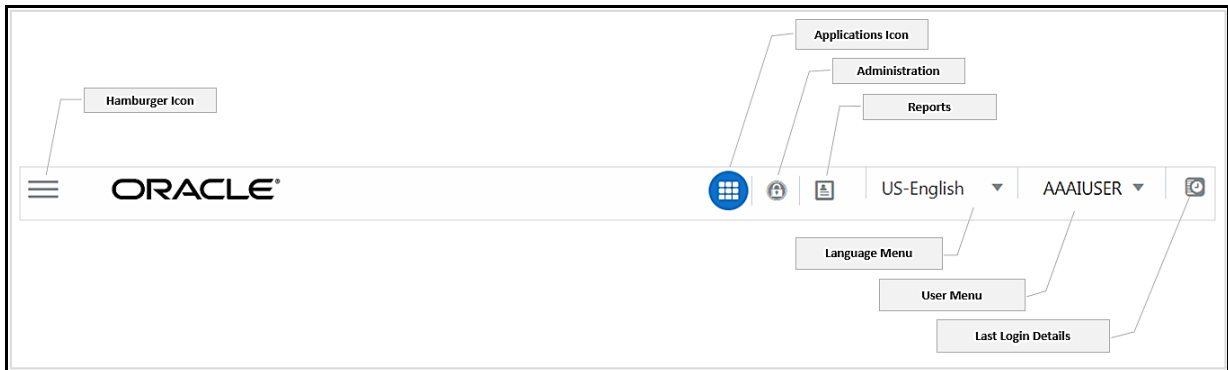 Applications Icon
Administration
Hamburger Icon
Reports
ORACLE®
US-English
AAAIUSER
Language Menu
User Menu
Last Login Details